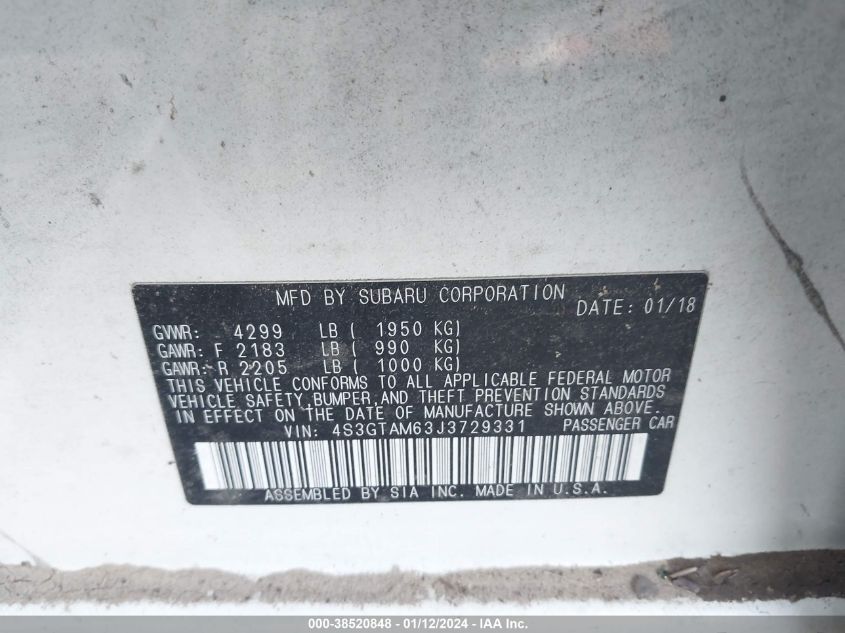 MFD BY SUBARU CORPORATION
DATE: 01/18
GVWR: 4299 LB ( 1950 KG)
GAWR: F 2183 LB ( 990 KG)
GAWR: R 2205 LB ( 1000 KG)
THIS VEHICLE CONFORMS TO ALL APPLICABLE FEDERAL MOTOR
VEHICLE SAFETY, BUMPER, AND THEFT PREVENTION STANDARDS
IN EFFECT ON THE DATE OF MANUFACTURE SHOWN ABOVE.
VIN: 4S3GTAM63J3729331 PASSENGER CAR
ASSEMBLED BY SIA INC. MADE IN U.S.A.
000-38520848 - 01/12/2024 - IAA, Inc.